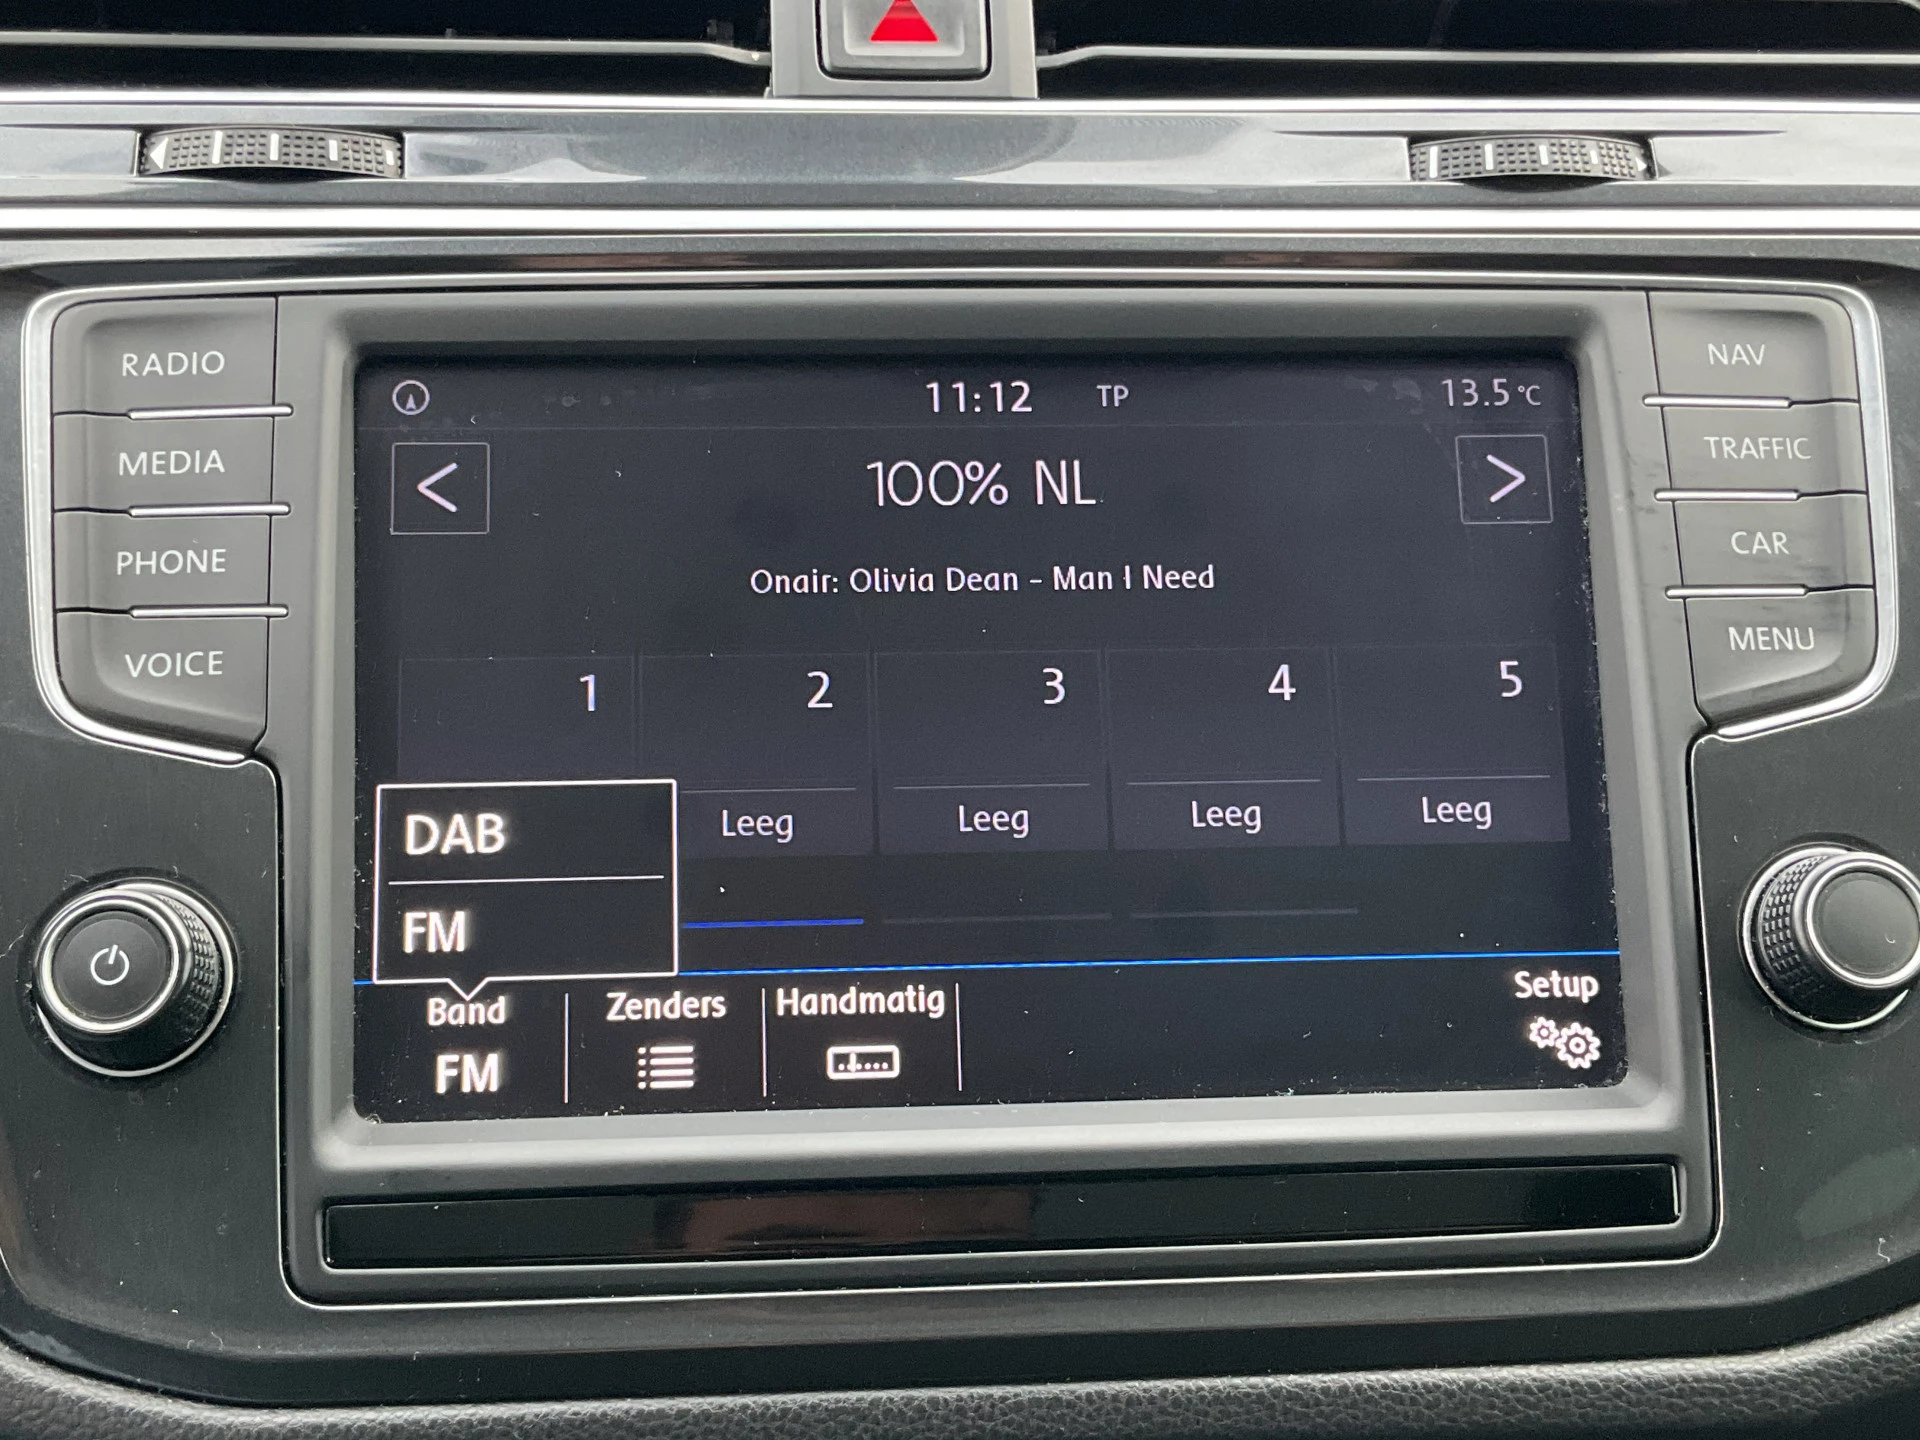 RADIO
MEDIA
PHONE
VOICE
11:12 TP 13.5 °C
< 100% NL >
Onair: Olivia Dean - Man I Need
1 2 3 4 5
Leeg Leeg Leeg Leeg
DAB
FM
Band Zenders Handmatig Setup
FM
NAV
TRAFFIC
CAR
MENU